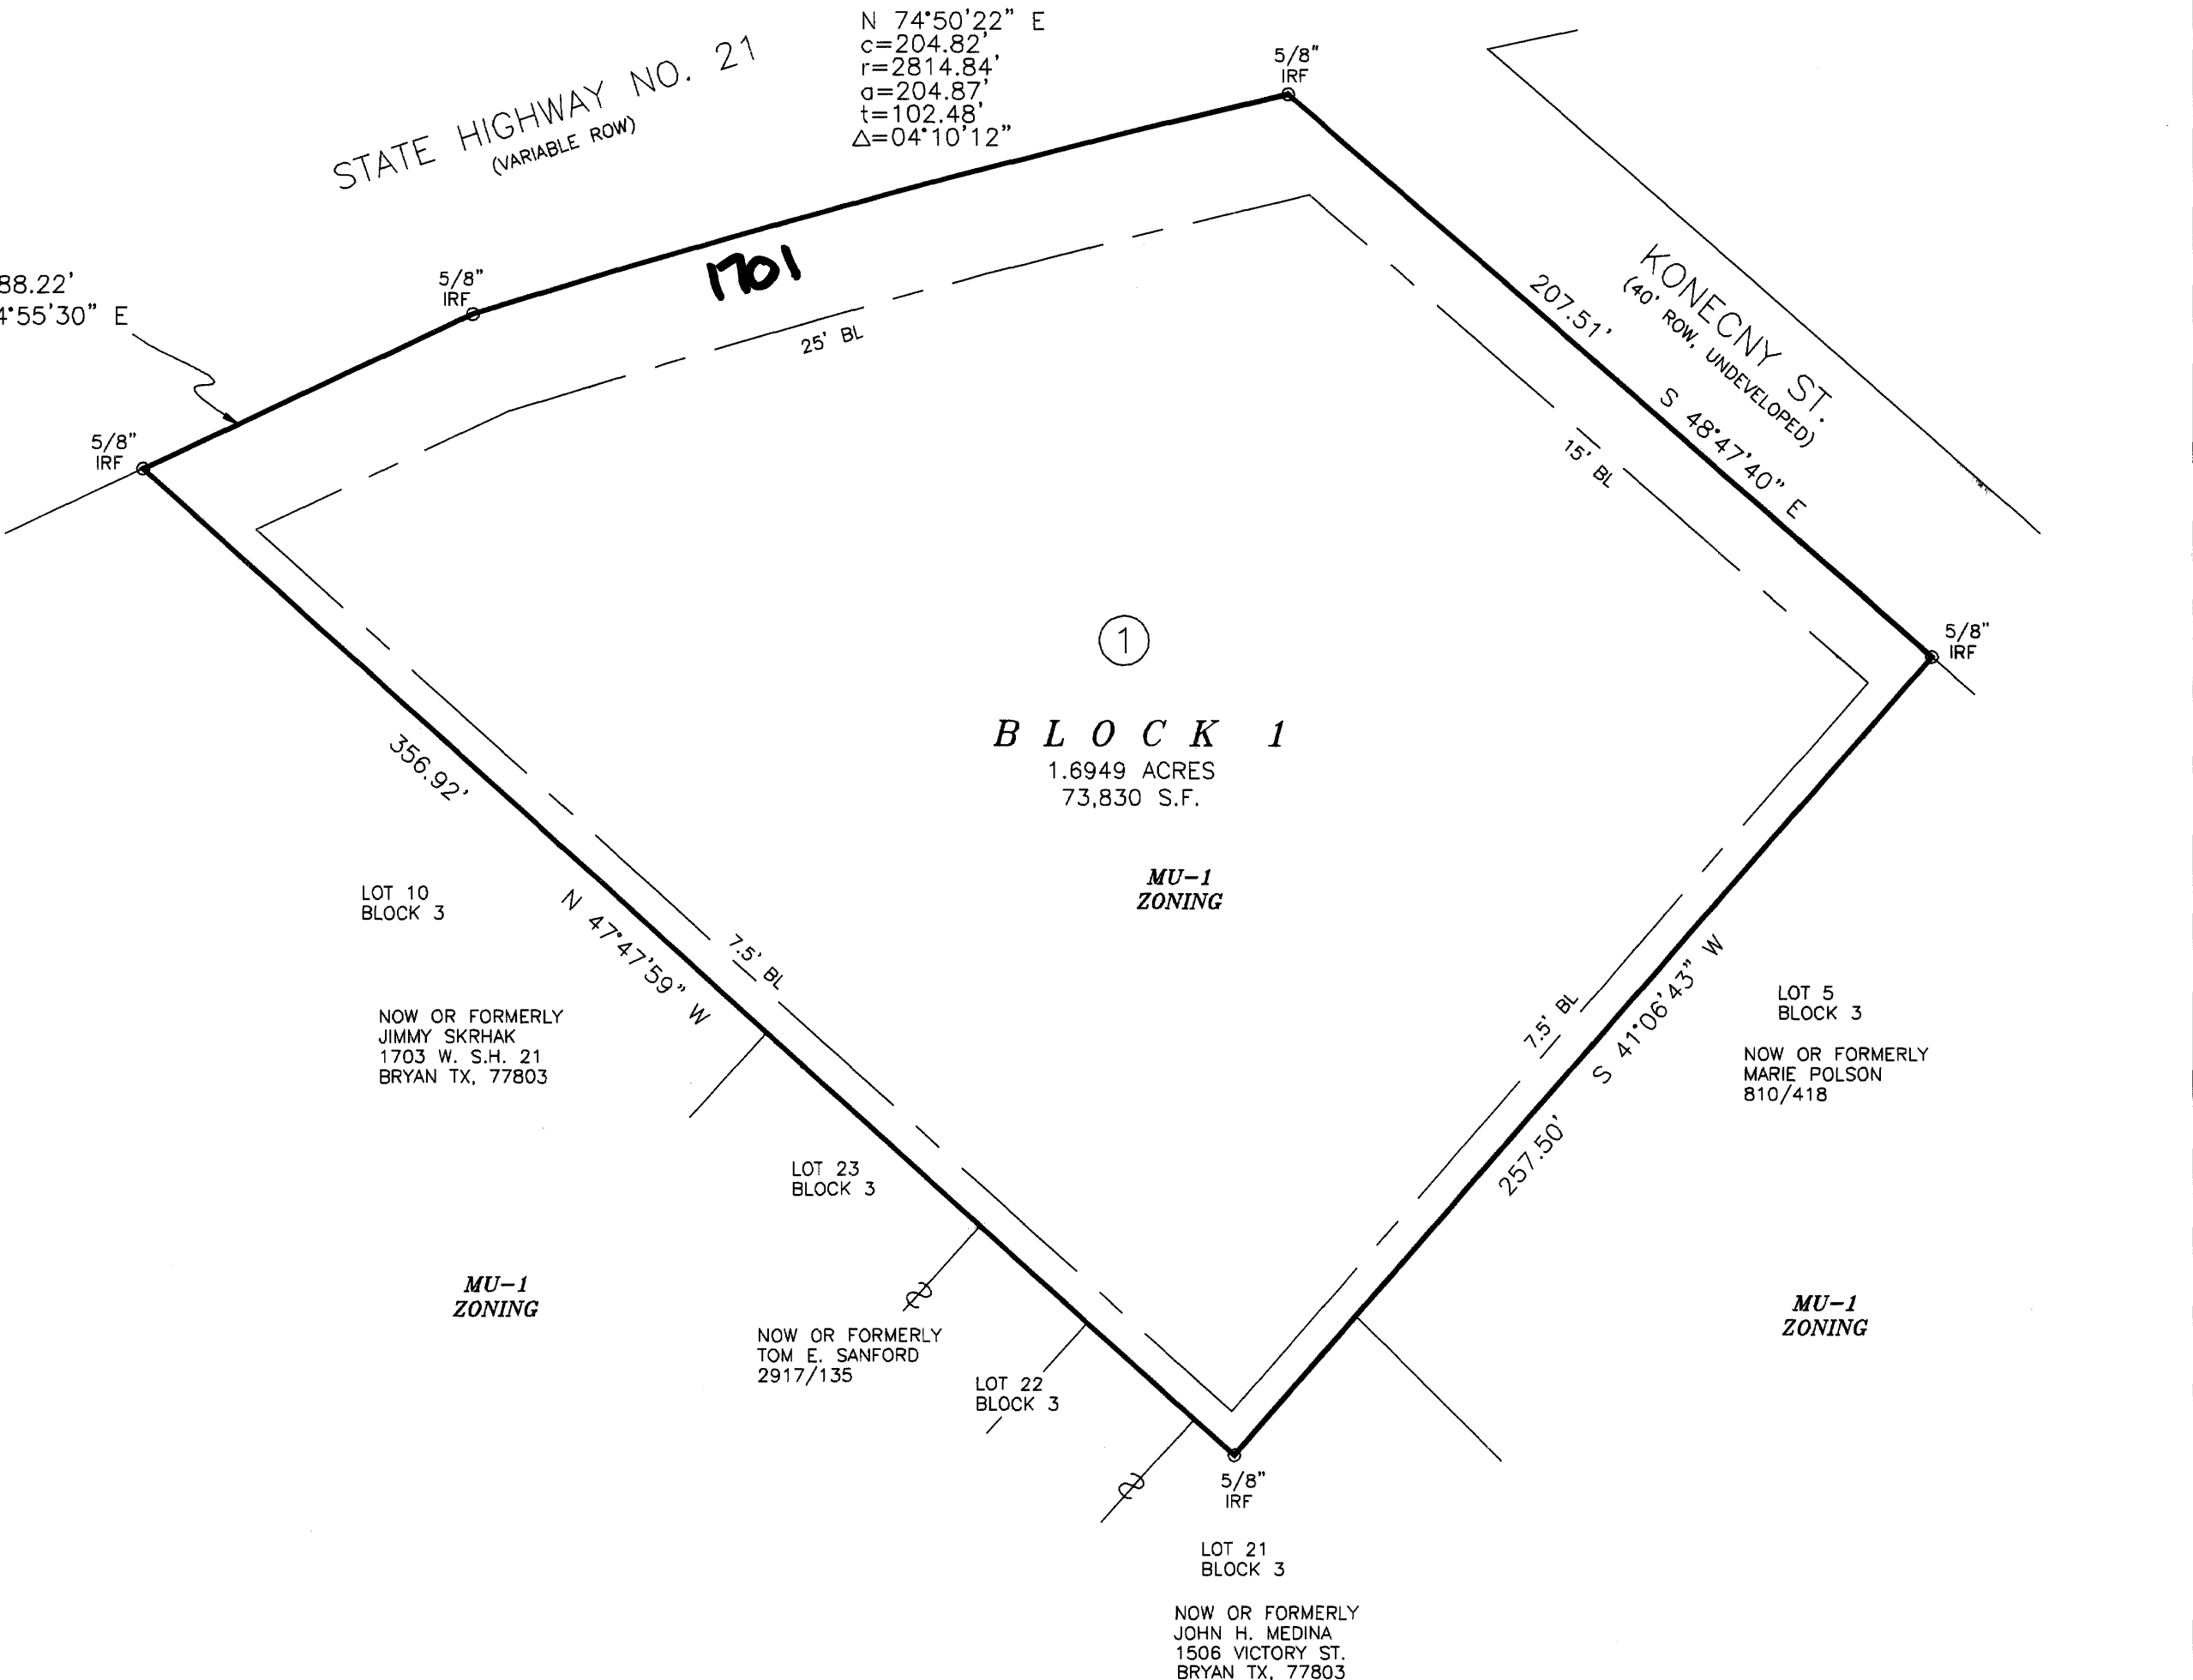 N 74°50'22" E
c=204.82'
r=2814.84'
a=204.87'
t=102.48'
Δ=04°10'12"
STATE HIGHWAY NO. 21
(VARIABLE ROW)
5/8"
IRF
KONECNY ST.
(40' ROW, UNDEVELOPED)
88.22'
4°55'30" E
5/8"
IRF
1701
25' BL
207.51'
S 48°47'40" E
15' BL
5/8"
IRF
5/8"
IRF
1
BLOCK 1
1.6949 ACRES
73,830 S.F.
MU-1
ZONING
356.92'
N 47°47'59" W
7.5' BL
LOT 10
BLOCK 3
NOW OR FORMERLY
JIMMY SKRHAK
1703 W. S.H. 21
BRYAN TX, 77803
7.5' BL
S 41°06'43" W
257.50'
LOT 5
BLOCK 3
NOW OR FORMERLY
MARIE POLSON
810/418
LOT 23
BLOCK 3
MU-1
ZONING
NOW OR FORMERLY
TOM E. SANFORD
2917/135
LOT 22
BLOCK 3
MU-1
ZONING
5/8"
IRF
LOT 21
BLOCK 3
NOW OR FORMERLY
JOHN H. MEDINA
1506 VICTORY ST.
BRYAN TX, 77803